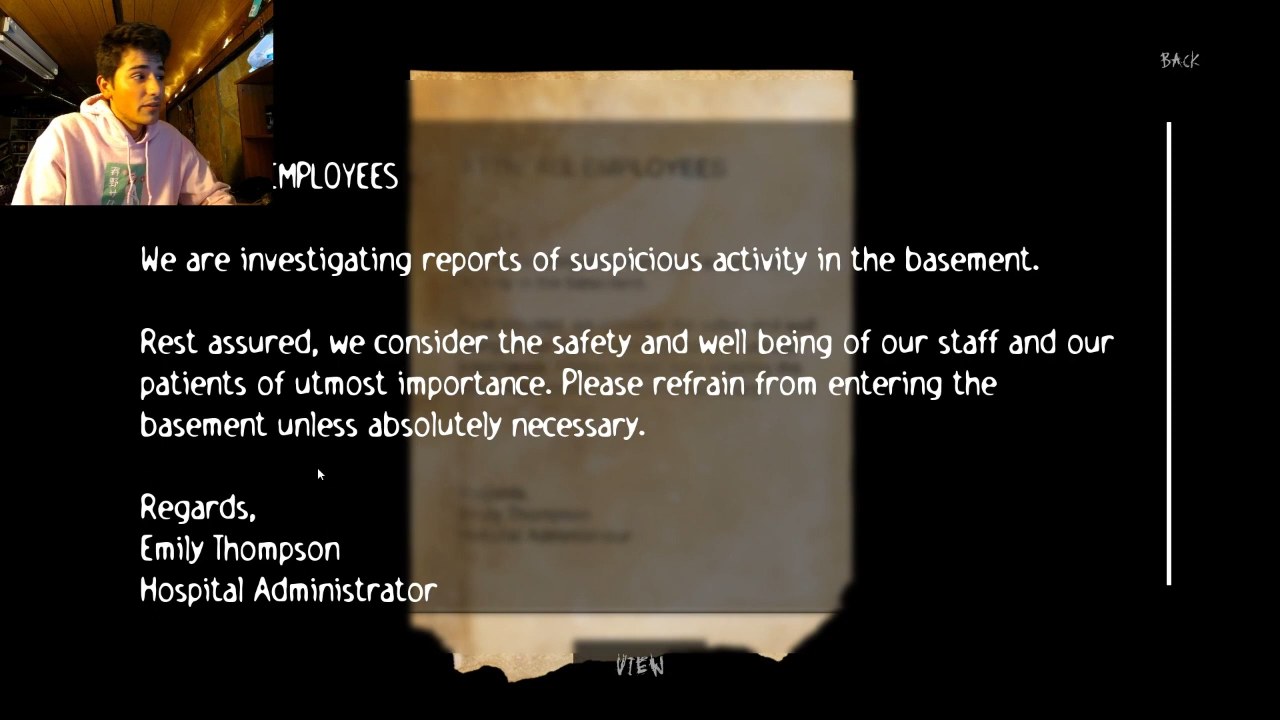 BACK
EMPLOYEES
We are investigating reports of suspicious activity in the basement.
Rest assured, we consider the safety and well being of our staff and our
patients of utmost importance. Please refrain from entering the
basement unless absolutely necessary.
Regards,
Emily Thompson
Hospital Administrator
VIEW